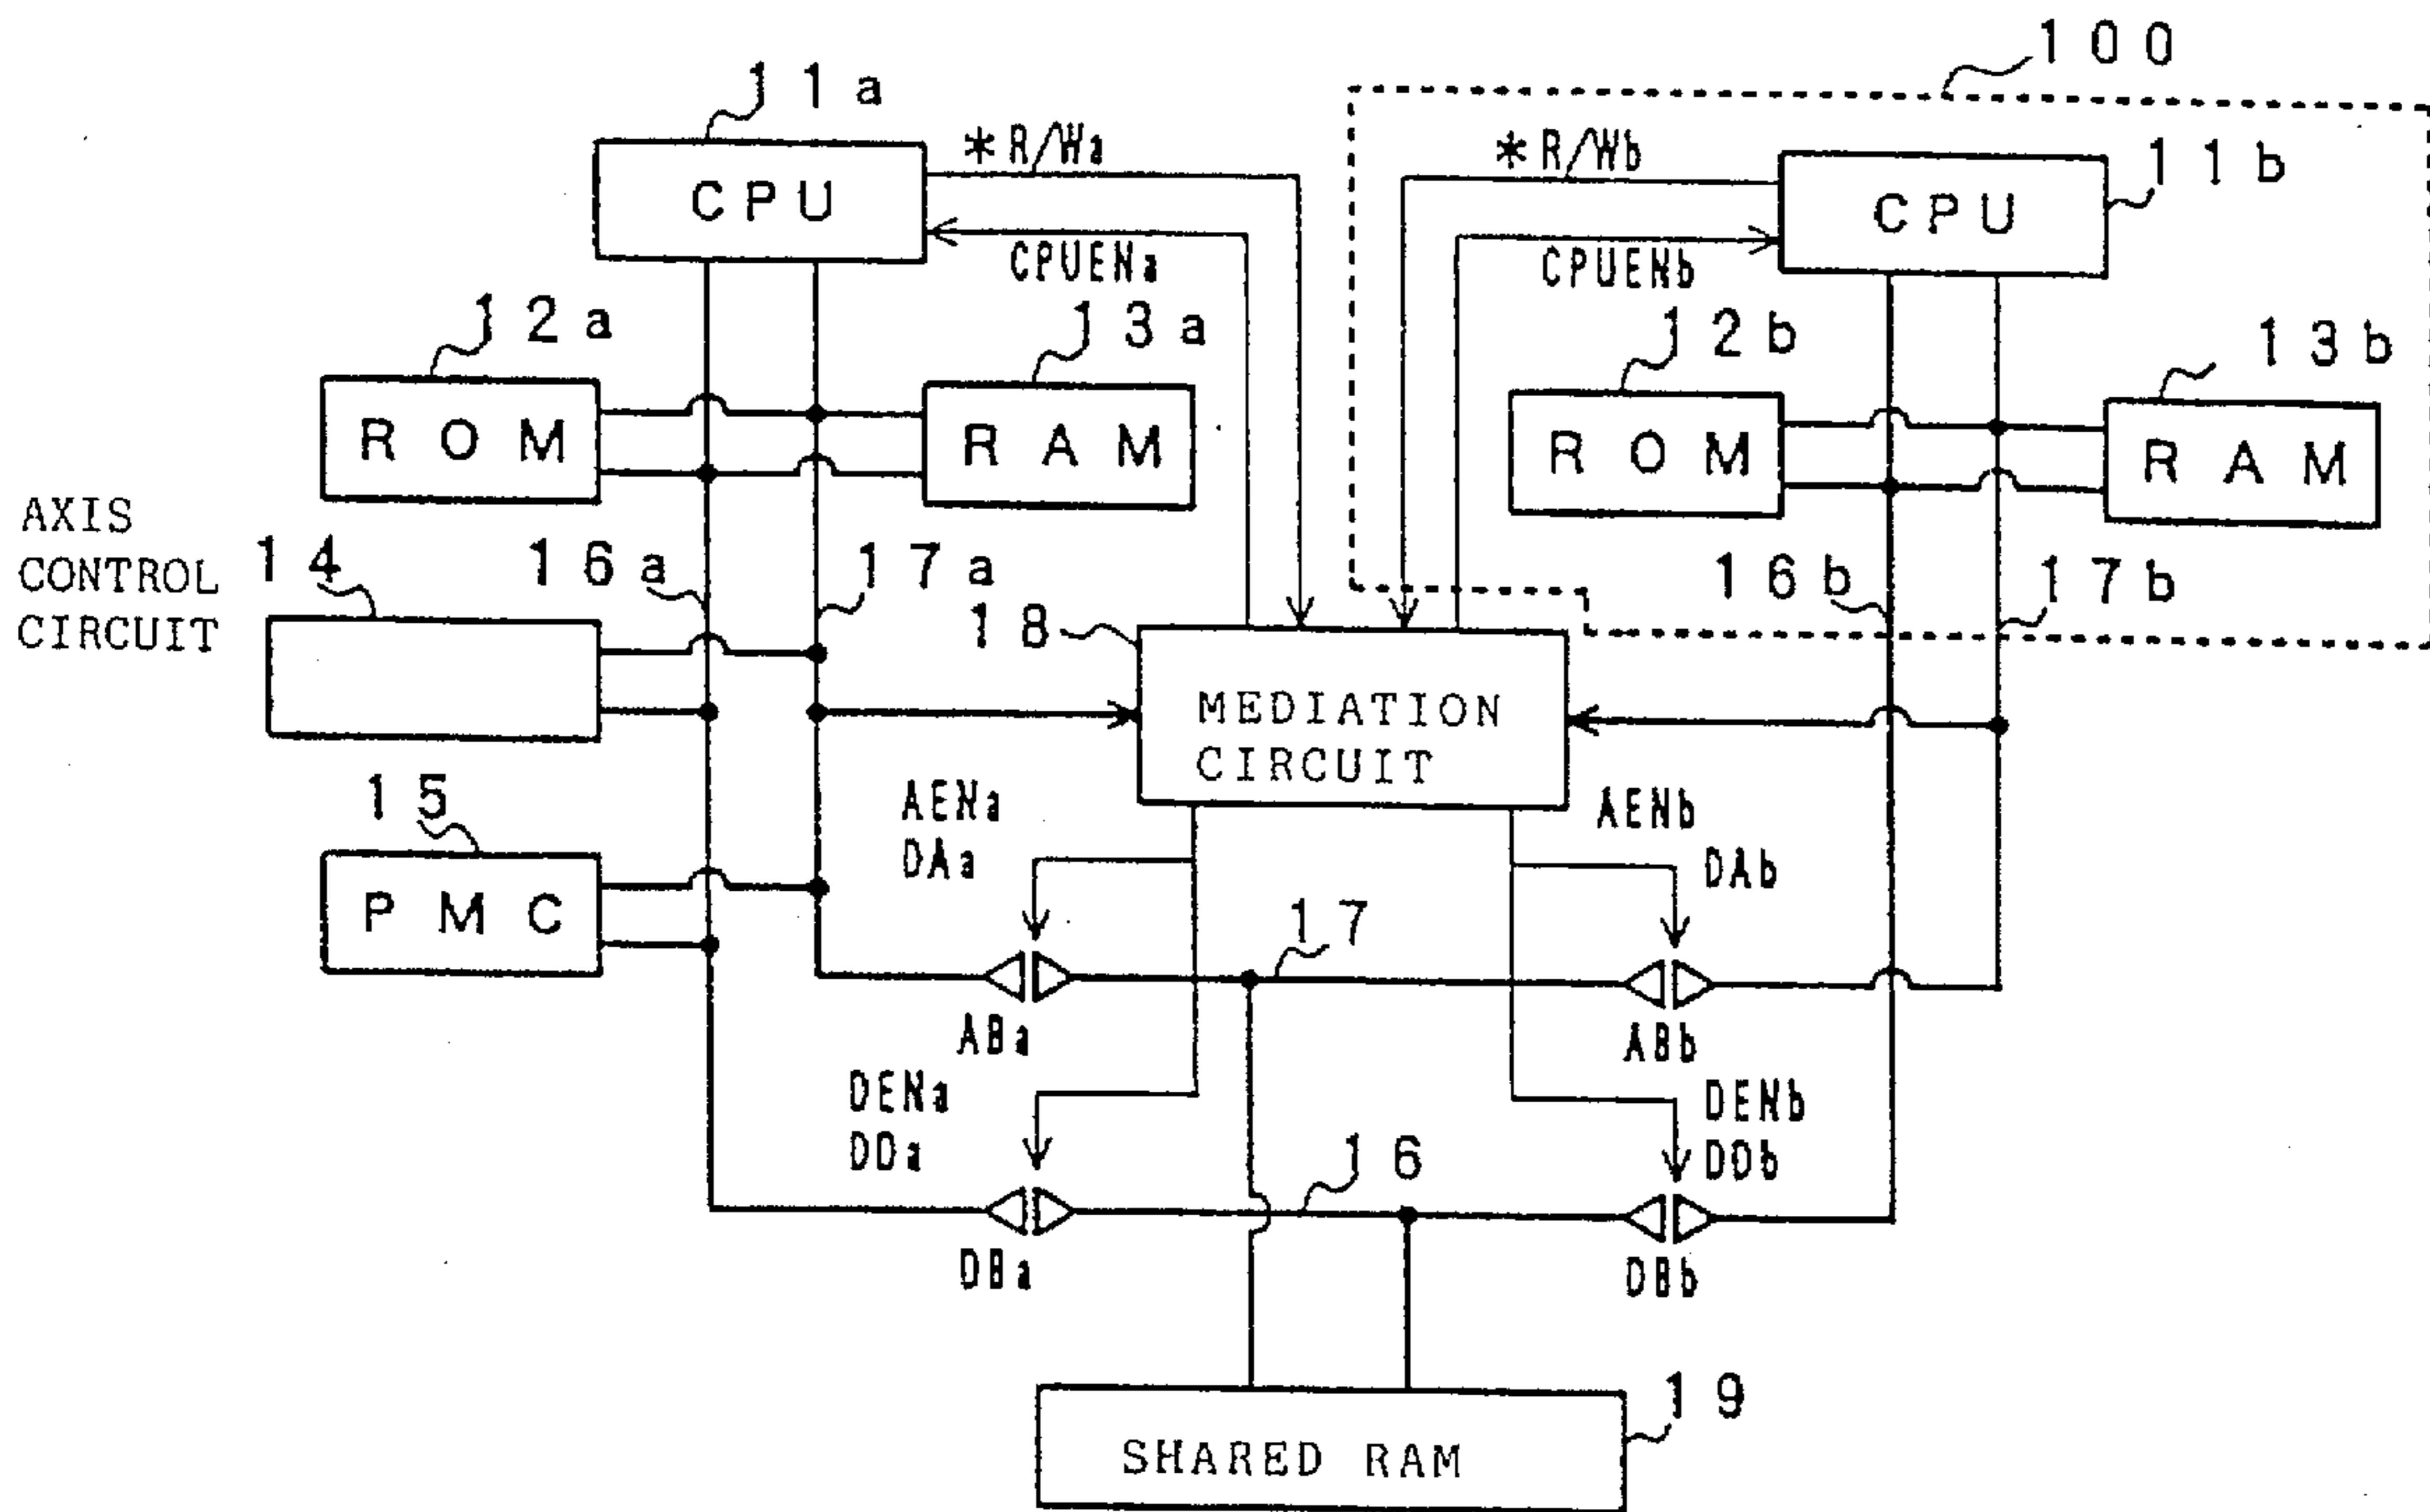 100
11a
*R/Wa
*R/Wb
11b
CPU
CPU
CPUENa
CPUENb
12a
13a
12b
13b
ROM
RAM
ROM
RAM
AXIS
CONTROL
CIRCUIT
14
16a
17a
18
16b
17b
MEDIATION
CIRCUIT
15
AENa
DAa
AENb
DAb
PMC
17
ABa
ABb
DENa
DDa
DENb
DDb
16
DBa
DBb
19
SHARED RAM